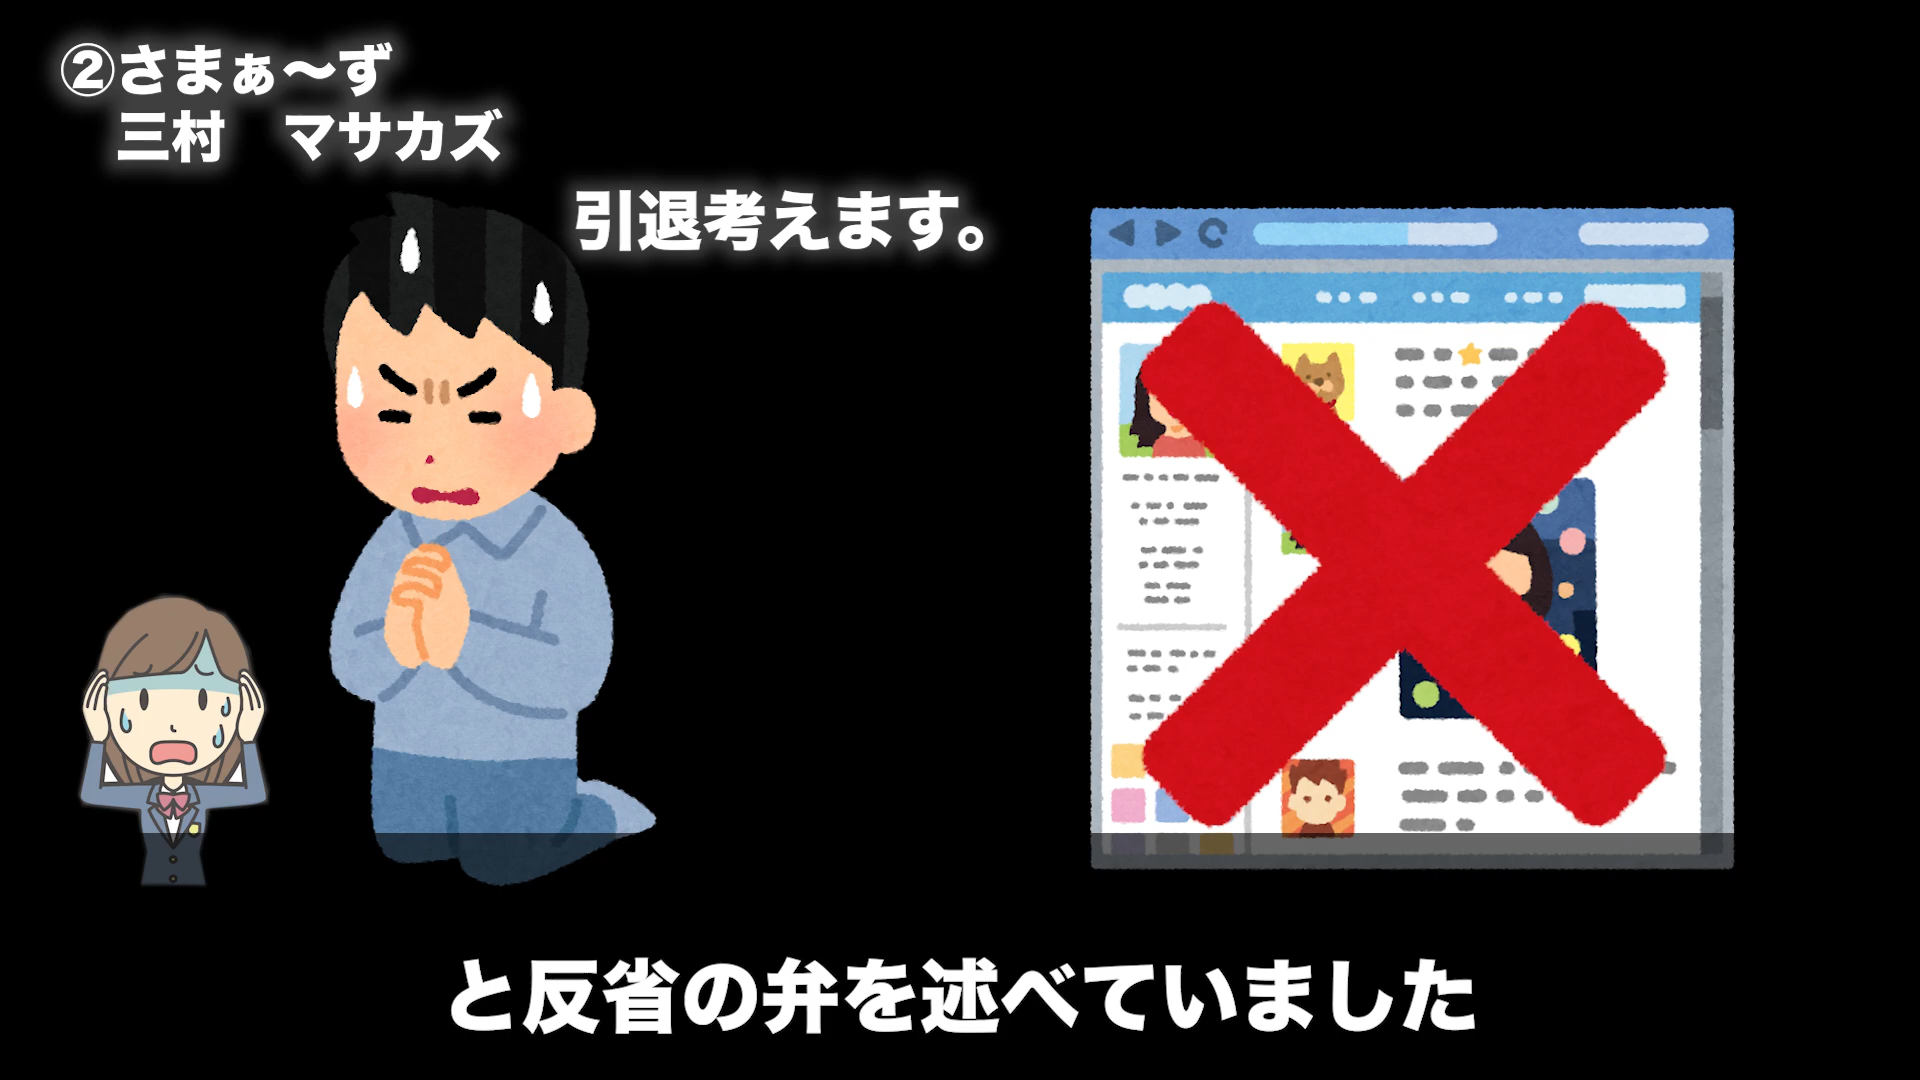 ②さまぁ〜ず
三村　マサカズ
引退考えます。
と反省の弁を述べていました